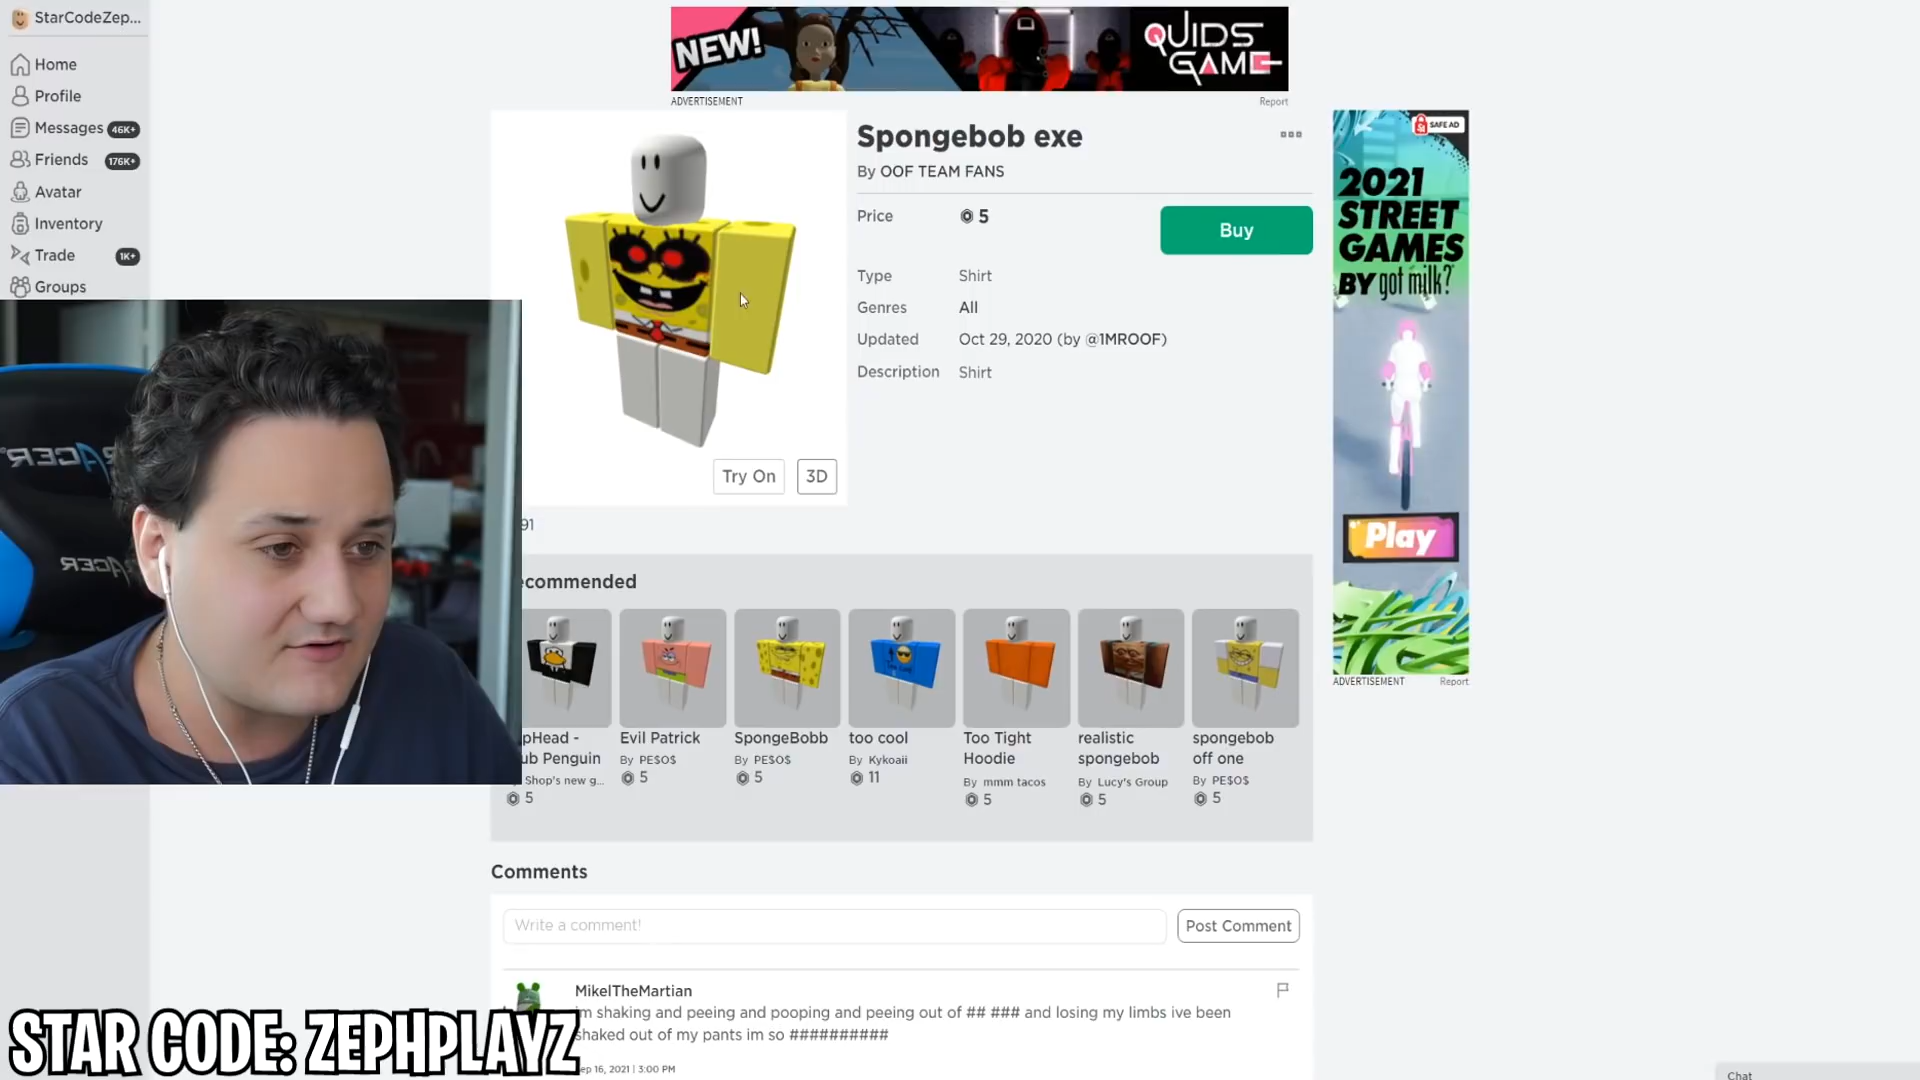 StarCodeZep...
Home
Profile
Messages 46K+
Friends 176K+
Avatar
Inventory
Trade 1K+
Groups
NEW!
QUIDS
GAME
ADVERTISEMENT
Report
Spongebob exe
By OOF TEAM FANS
Price 5
Buy
Type Shirt
Genres All
Updated Oct 29, 2020 (by @1MROOF)
Description Shirt
Try On
3D
91
SAFE AD
2021
STREET
GAMES
BY got milk?
Play
ADVERTISEMENT
Report
ecommended
pHead -
ub Penguin
Shop's new g...
5
Evil Patrick
By PE$O$
5
SpongeBobb
By PE$O$
5
too cool
By Kykoaii
11
Too Tight
Hoodie
By mmm tacos
5
realistic
spongebob
By Lucy's Group
5
spongebob
off one
By PE$O$
5
Comments
Write a comment!
Post Comment
MikelTheMartian
m shaking and peeing and pooping and peeing out of ## ### and losing my limbs ive been
shaked out of my pants im so ##########
ep 16, 2021 | 3:00 PM
STAR CODE: ZEPHPLAYZ
Chat